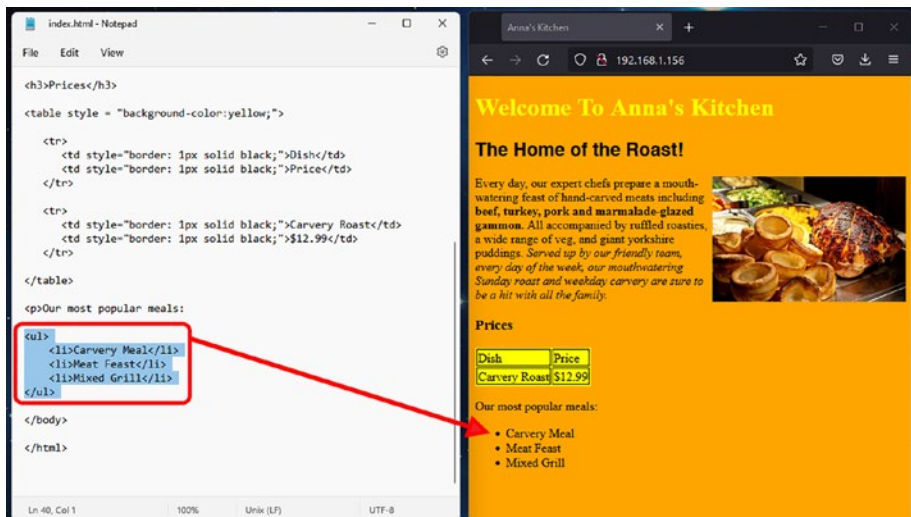 index.html - Notepad
File Edit View
<h3>Prices</h3>
<table style = "background-color:yellow;">
<tr>
<td style="border: 1px solid black;">Dish</td>
<td style="border: 1px solid black;">Price</td>
</tr>
<tr>
<td style="border: 1px solid black;">Carvery Roast</td>
<td style="border: 1px solid black;">$12.99</td>
</tr>
</table>
<p>Our most popular meals:
<ul>
<li>Carvery Meal</li>
<li>Meat Feast</li>
<li>Mixed Grill</li>
</ul>
</body>
</html>
Ln 40, Col 1 100% Unix (LF) UTF-8
Anna's Kitchen
192.168.1.156
Welcome To Anna's Kitchen
The Home of the Roast!
Every day, our expert chefs prepare a mouth-
watering feast of hand-carved meats including
beef, turkey, pork and marmalade-glazed
gammon. All accompanied by ruffled roasties,
a wide range of veg, and giant yorkshire
puddings. Served up by our friendly team,
every day of the week, our mouthwatering
Sunday roast and weekday carvery are sure to
be a hit with all the family.
Prices
Dish Price
Carvery Roast $12.99
Our most popular meals:
• Carvery Meal
• Meat Feast
• Mixed Grill